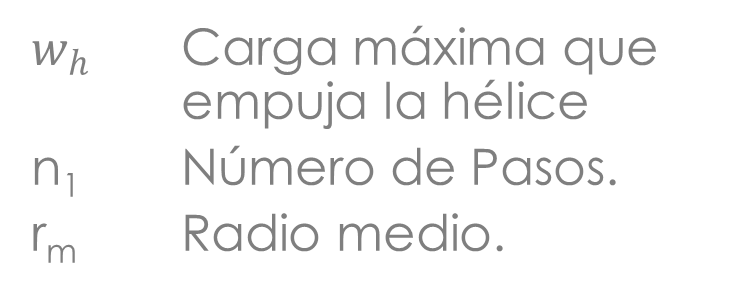 w_h Carga máxima que
empuja la hélice
n_1 Número de Pasos.
r_m Radio medio.